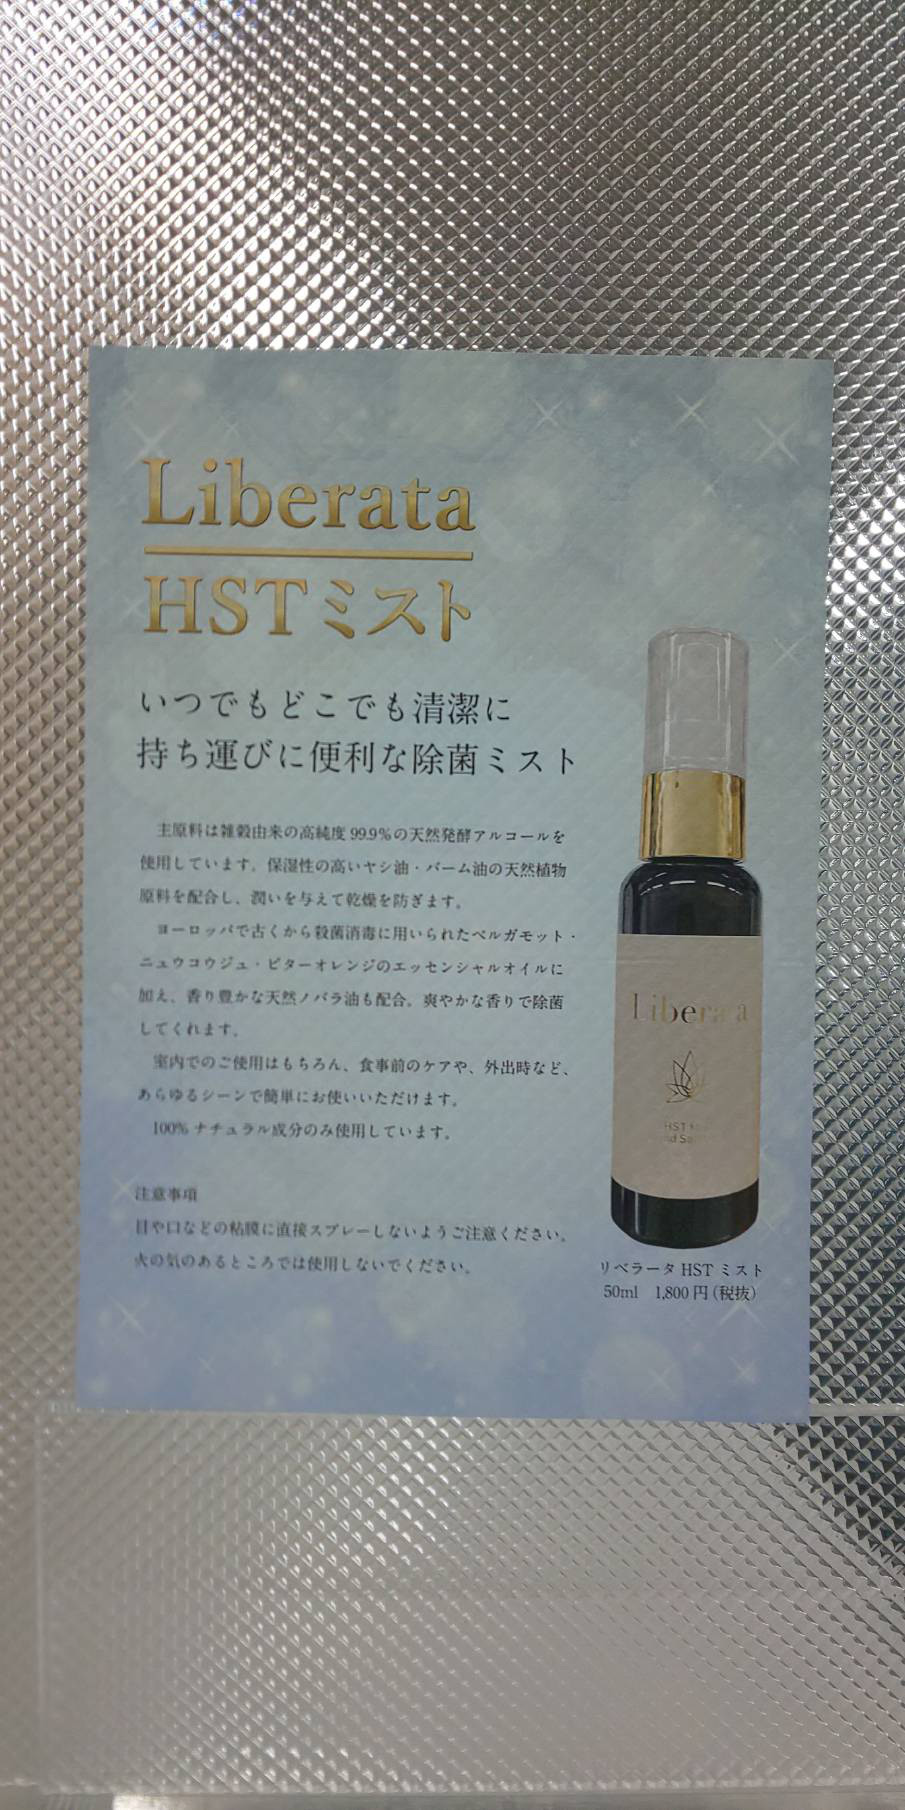 Liberata
HSTミスト
いつでもどこでも清潔に
持ち運びに便利な除菌ミスト
主原料は雑穀由来の高純度 99.9%の天然発酵アルコールを
使用しています。保湿性の高いヤシ油・パーム油の天然植物
原料を配合し、潤いを与えて乾燥を防ぎます。
ヨーロッパで古くから殺菌消毒に用いられたベルガモット・
ニュウコウジュ・ビターオレンジのエッセンシャルオイルに
加え、香り豊かな天然ノバラ油も配合。爽やかな香りで除菌
してくれます。
室内でのご使用はもちろん、食事前のケアや、外出時など、
あらゆるシーンで簡単にお使いいただけます。
100% ナチュラル成分のみ使用しています。
注意事項
目や口などの粘膜に直接スプレーしないようご注意ください。
火の気のあるところでは使用しないでください。
Liberata
HST
リベラータ HST ミスト
50ml 1,800 円 (税抜)